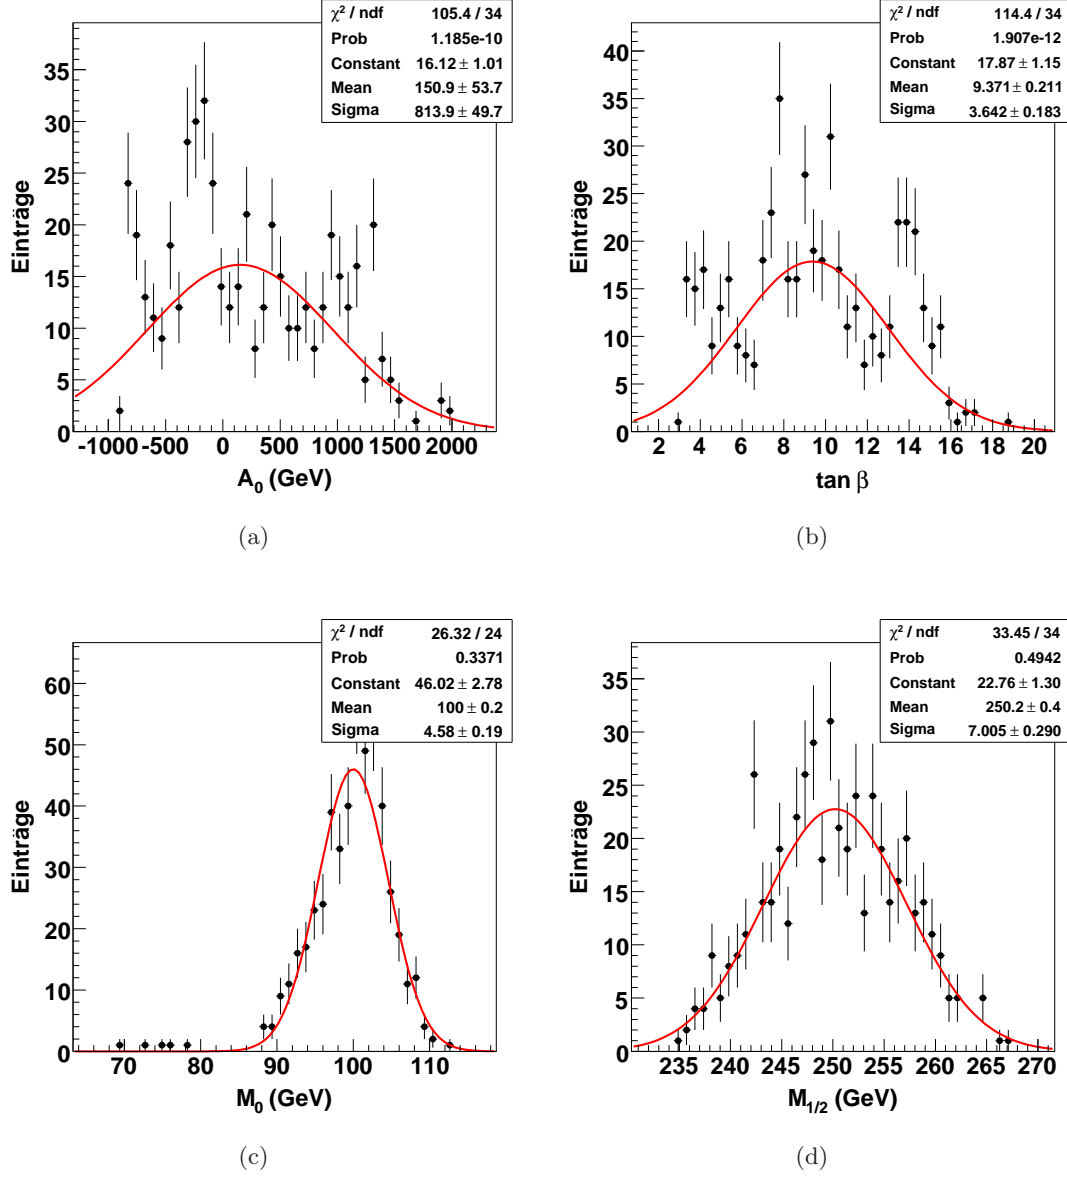 χ² / ndf 105.4 / 34
Prob 1.185e-10
Constant 16.12 ± 1.01
Mean 150.9 ± 53.7
Sigma 813.9 ± 49.7
Einträge
35
30
25
20
15
10
5
0
-1000 -500 0 500 1000 1500 2000
A₀ (GeV)
(a)
χ² / ndf 114.4 / 34
Prob 1.907e-12
Constant 17.87 ± 1.15
Mean 9.371 ± 0.211
Sigma 3.642 ± 0.183
Einträge
40
35
30
25
20
15
10
5
0
2 4 6 8 10 12 14 16 18 20
tan β
(b)
χ² / ndf 26.32 / 24
Prob 0.3371
Constant 46.02 ± 2.78
Mean 100 ± 0.2
Sigma 4.58 ± 0.19
Einträge
60
50
40
30
20
10
0
70 80 90 100 110
M₀ (GeV)
(c)
χ² / ndf 33.45 / 34
Prob 0.4942
Constant 22.76 ± 1.30
Mean 250.2 ± 0.4
Sigma 7.005 ± 0.290
Einträge
35
30
25
20
15
10
5
0
235 240 245 250 255 260 265 270
M₁/₂ (GeV)
(d)